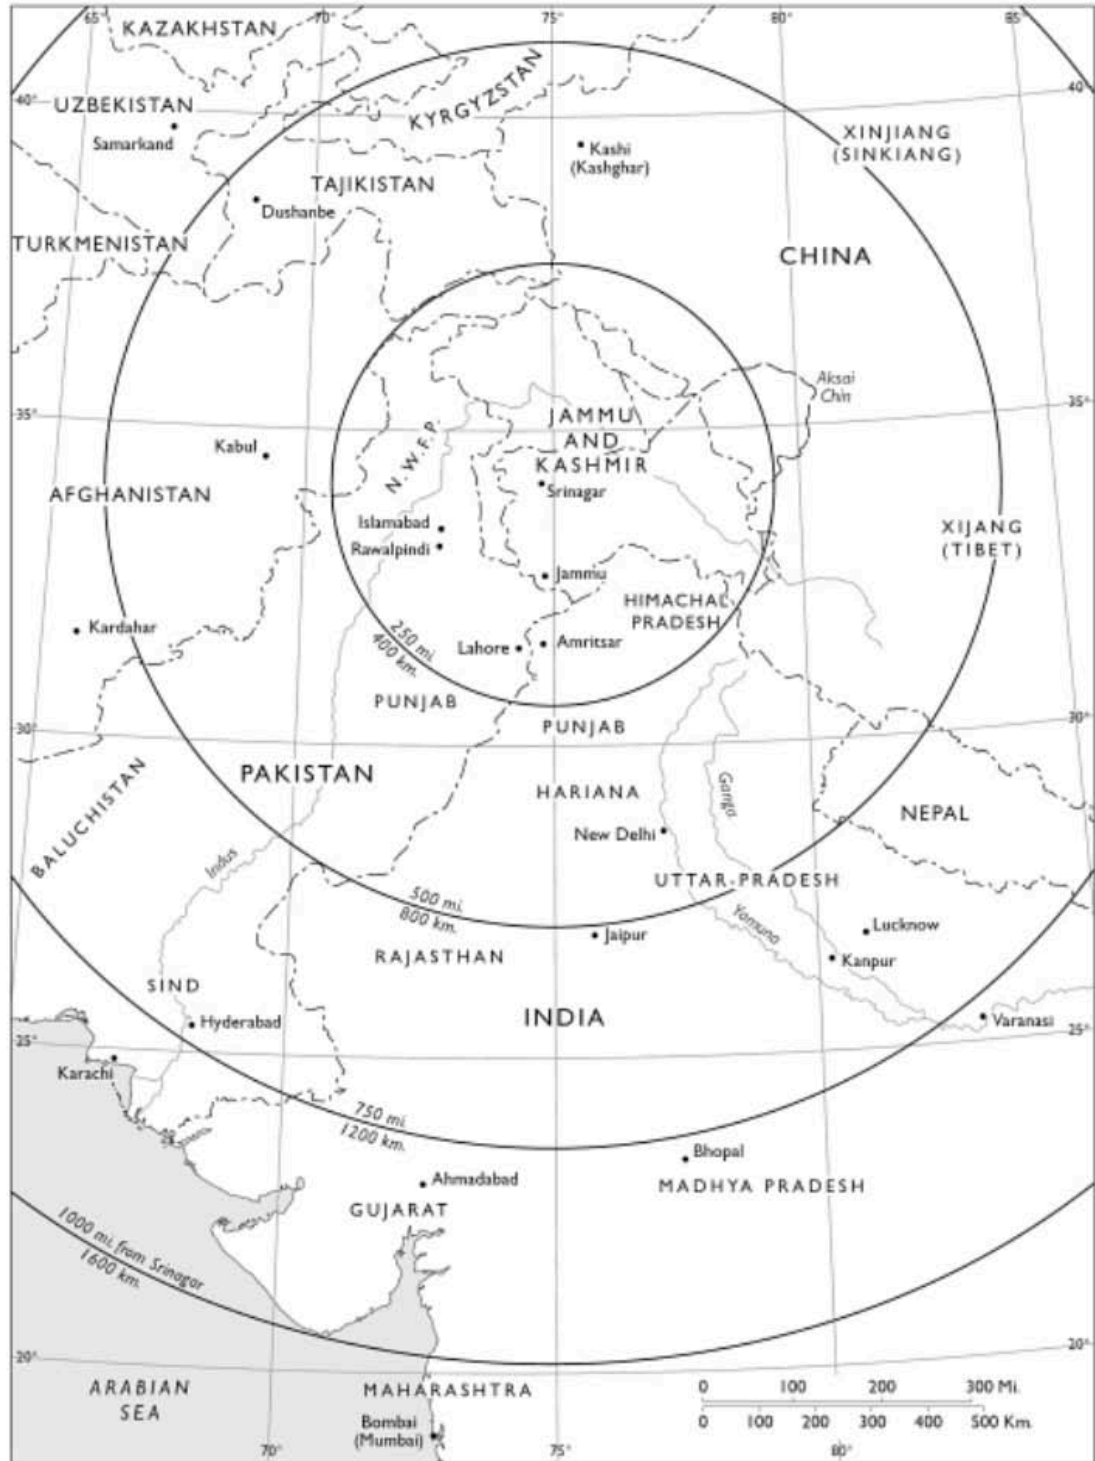 65°
70°
75°
80°
85°
KAZAKHSTAN
UZBEKISTAN
40°
40°
Samarkand
KYRGYZSTAN
XINJIANG
(SINKIANG)
Kashi
(Kashghar)
TAJIKISTAN
Dushanbe
TURKMENISTAN
CHINA
Aksai
Chin
35°
35°
JAMMU
AND
KASHMIR
N.W.F.P.
Kabul
Srinagar
AFGHANISTAN
Islamabad
Rawalpindi
XIJANG
(TIBET)
Jammu
HIMACHAL
PRADESH
Kardahar
250 mi.
400 km.
Lahore
Amritsar
PUNJAB
PUNJAB
30°
30°
PAKISTAN
HARIANA
Ganga
NEPAL
BALUCHISTAN
New Delhi
Indus
UTTAR-PRADESH
500 mi.
800 km.
Yamuna
Lucknow
Jaipur
RAJASTHAN
Kanpur
SIND
INDIA
Hyderabad
Varanasi
25°
25°
Karachi
750 mi.
1200 km.
Bhopal
Ahmadabad
MADHYA PRADESH
GUJARAT
1000 mi. from Srinagar
1600 km.
20°
20°
ARABIAN
SEA
MAHARASHTRA
Bombay
(Mumbai)
0 100 200 300 Mi.
0 100 200 300 400 500 Km.
70°
75°
80°